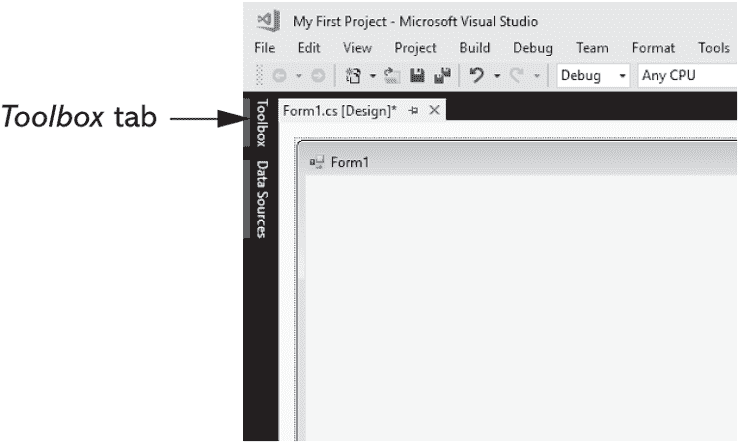 My First Project - Microsoft Visual Studio
File Edit View Project Build Debug Team Format Tools
Debug Any CPU
Toolbox tab
Toolbox
Data Sources
Form1.cs [Design]*
Form1